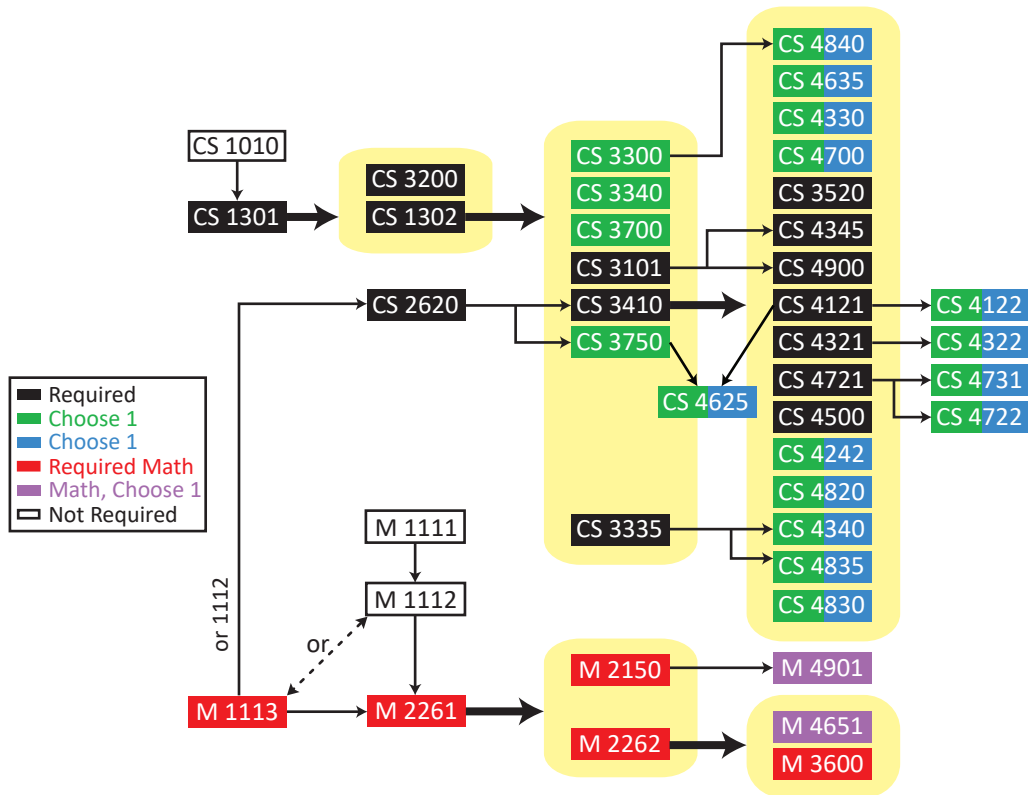 CS 4840
CS 4635
CS 4330
CS 1010
CS 3300
CS 4700
CS 3200
CS 3340
CS 3520
CS 1301
CS 1302
CS 3700
CS 4345
CS 3101
CS 4900
CS 2620
CS 3410
CS 4121
CS 4122
CS 3750
CS 4321
CS 4322
CS 4721
CS 4731
CS 4625
CS 4500
CS 4722
Required
Choose 1
Choose 1
Required Math
Math, Choose 1
Not Required
CS 4242
CS 4820
M 1111
CS 3335
CS 4340
CS 4835
or 1112
M 1112
CS 4830
or
M 2150
M 4901
M 1113
M 2261
M 4651
M 2262
M 3600